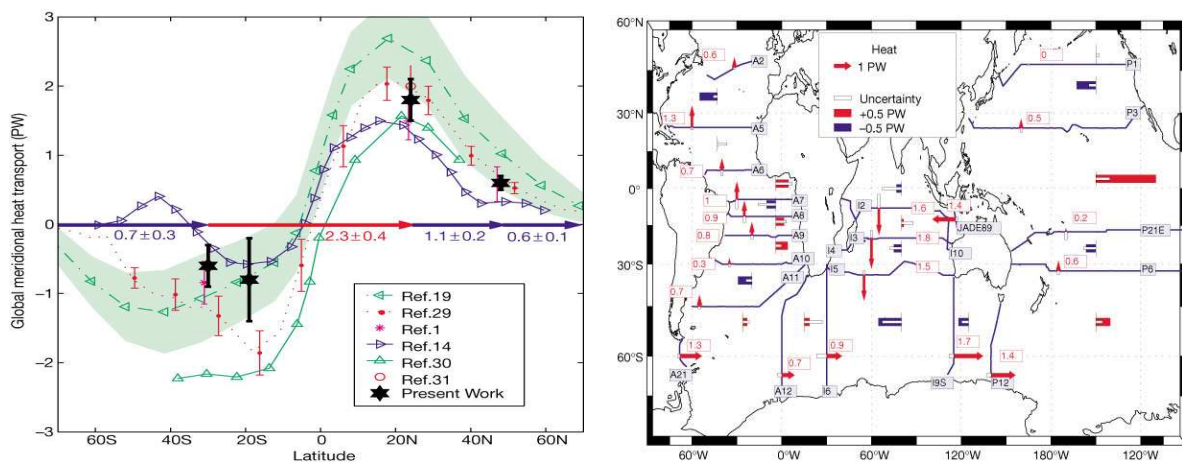 Global meridional heat transport (PW)
3
2
1
0
−1
−2
−3
0.7±0.3
2.3±0.4
1.1±0.2
0.6±0.1
Ref.19
Ref.29
Ref.1
Ref.14
Ref.30
Ref.31
Present Work
60S 40S 20S 0 20N 40N 60N
Latitude
60°N
30°N
0°
30°S
60°S
Heat
1 PW
Uncertainty
+0.5 PW
−0.5 PW
0.6
A2
0
P1
1.3
A5
0.5
P3
0.7
A6
1
A7
0.9
A8
0.8
A9
0.3
A10
A11
0.7
I2
1.6
1.4
JADE89
I3
1.8
I4
I10
I5
1.5
0.2
P21E
0.6
P6
1.3
A21
0.7
A12
0.9
I6
1.7
I9S
1.4
P12
60°W 0°W 60°W 120°W 180°W 120°W